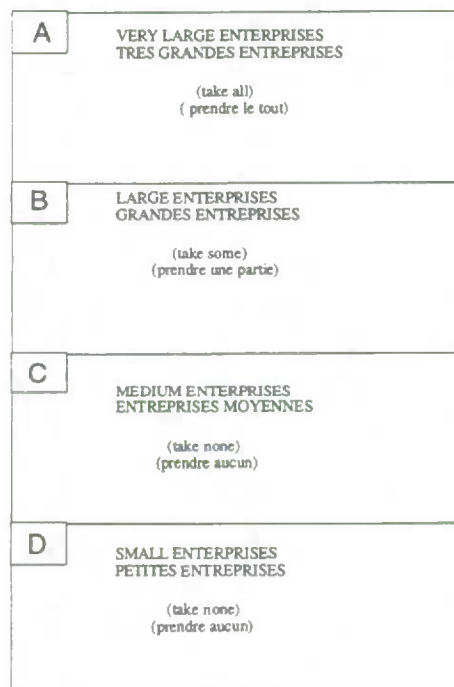 A
VERY LARGE ENTERPRISES
TRES GRANDES ENTREPRISES
(take all)
( prendre le tout)
B
LARGE ENTERPRISES
GRANDES ENTREPRISES
(take some)
(prendre une partie)
C
MEDIUM ENTERPRISES
ENTREPRISES MOYENNES
(take none)
(prendre aucun)
D
SMALL ENTERPRISES
PETITES ENTREPRISES
(take none)
(prendre aucun)